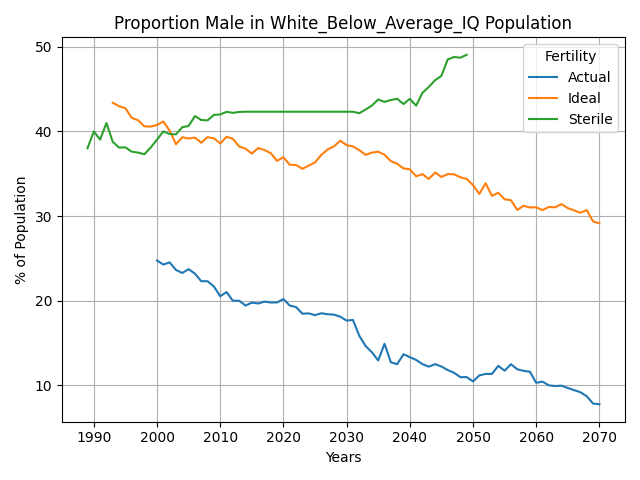 Proportion Male in White_Below_Average_IQ Population
% of Population
50
40
30
20
10
Fertility
Actual
Ideal
Sterile
1990 2000 2010 2020 2030 2040 2050 2060 2070
Years